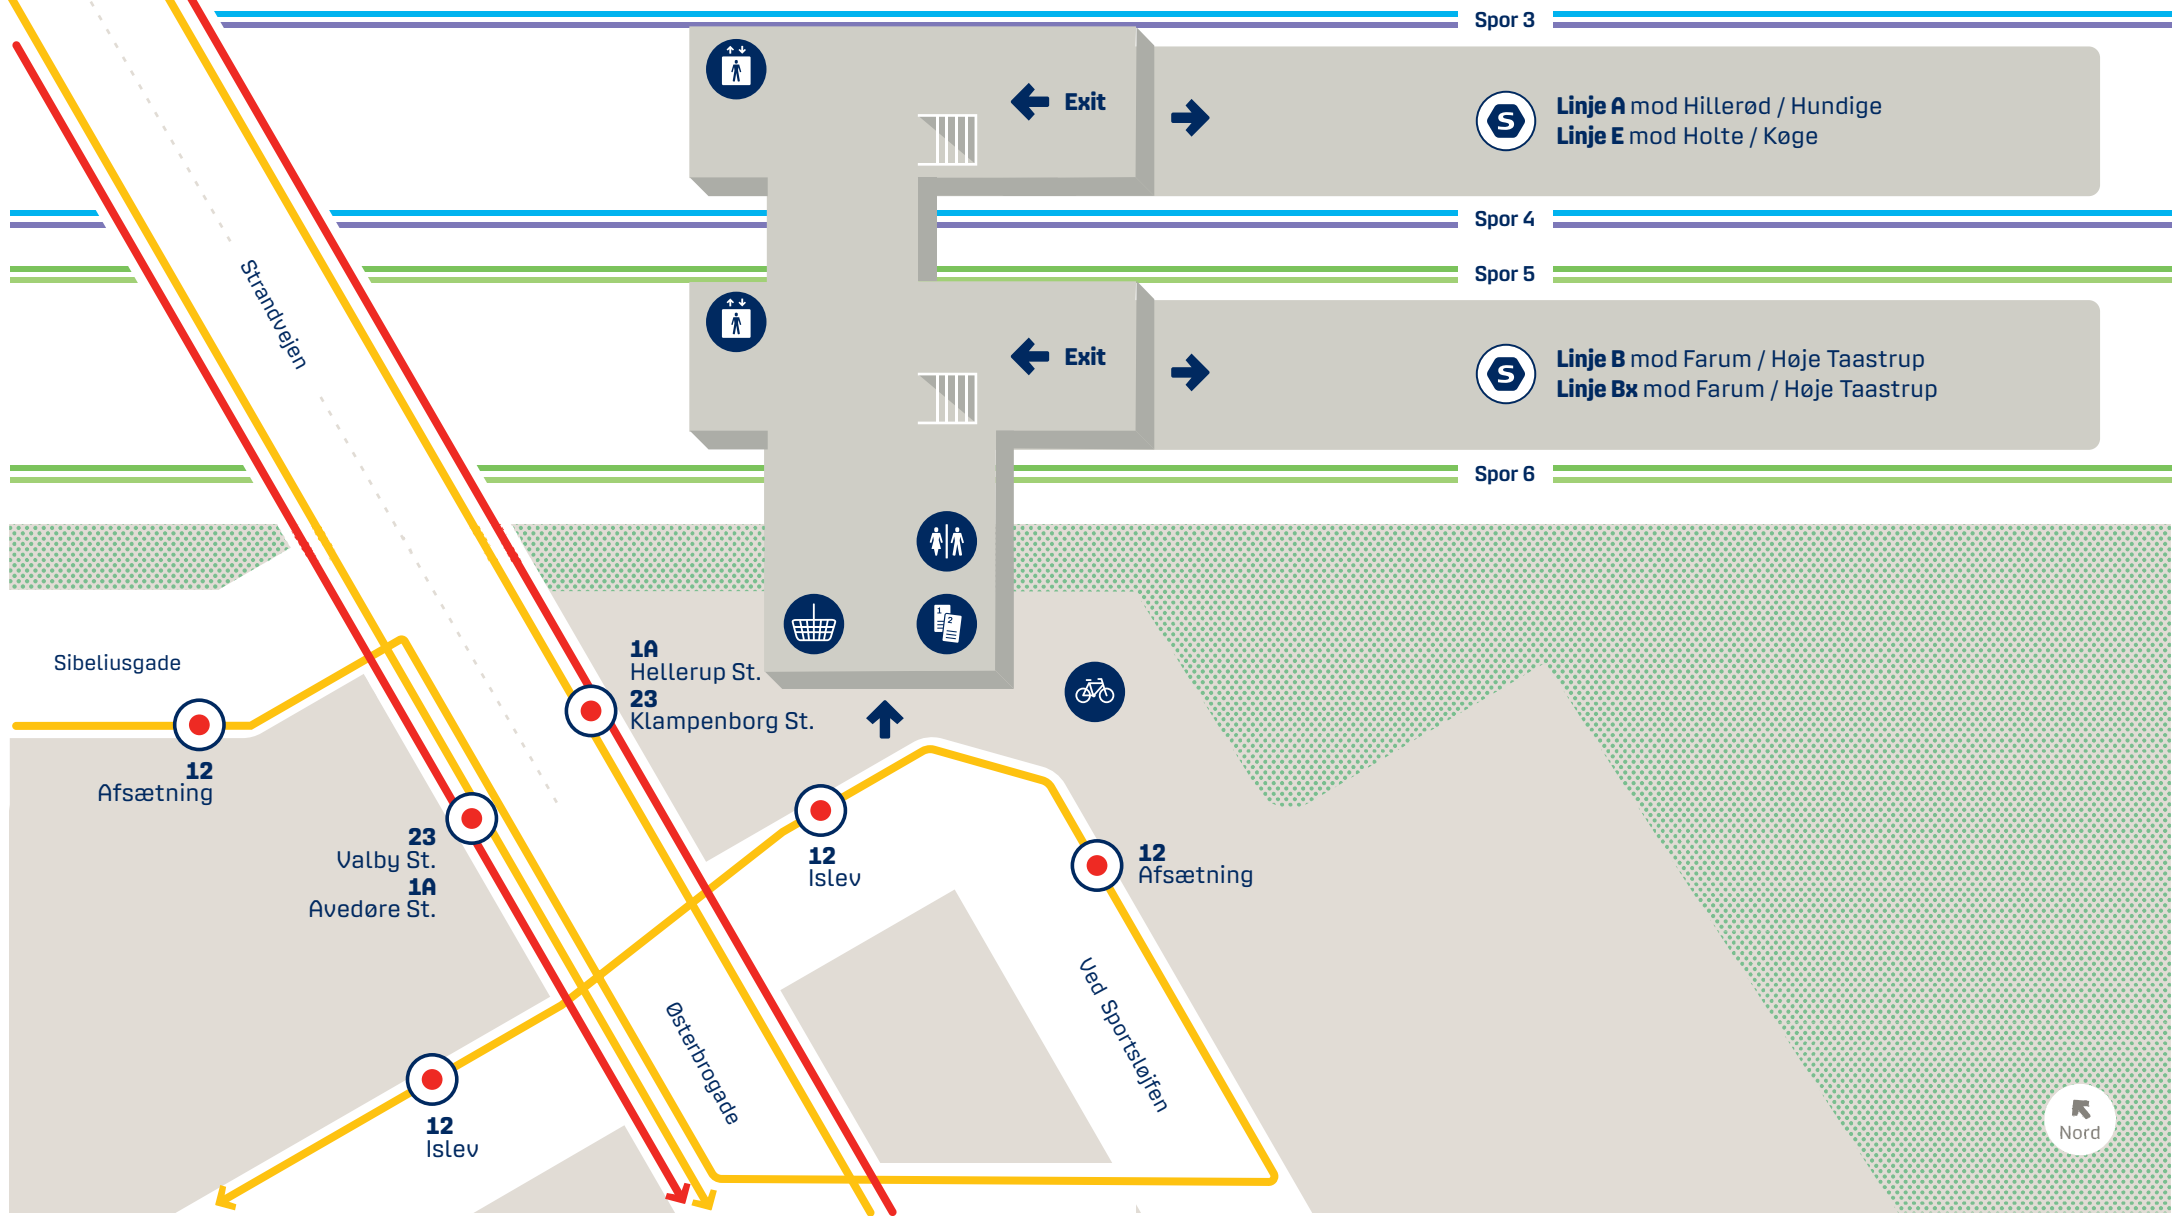 Spor 3
Exit
S
Linje A mod Hillerød / Hundige
Linje E mod Holte / Køge
Spor 4
Spor 5
Strandvejen
Exit
S
Linje B mod Farum / Høje Taastrup
Linje Bx mod Farum / Høje Taastrup
Spor 6
1
2
Sibeliusgade
1A
Hellerup St.
23
Klampenborg St.
12
Afsætning
23
Valby St.
1A
Avedøre St.
12
Islev
12
Afsætning
Østerbrogade
Ved Sportsløjfen
12
Islev
Nord